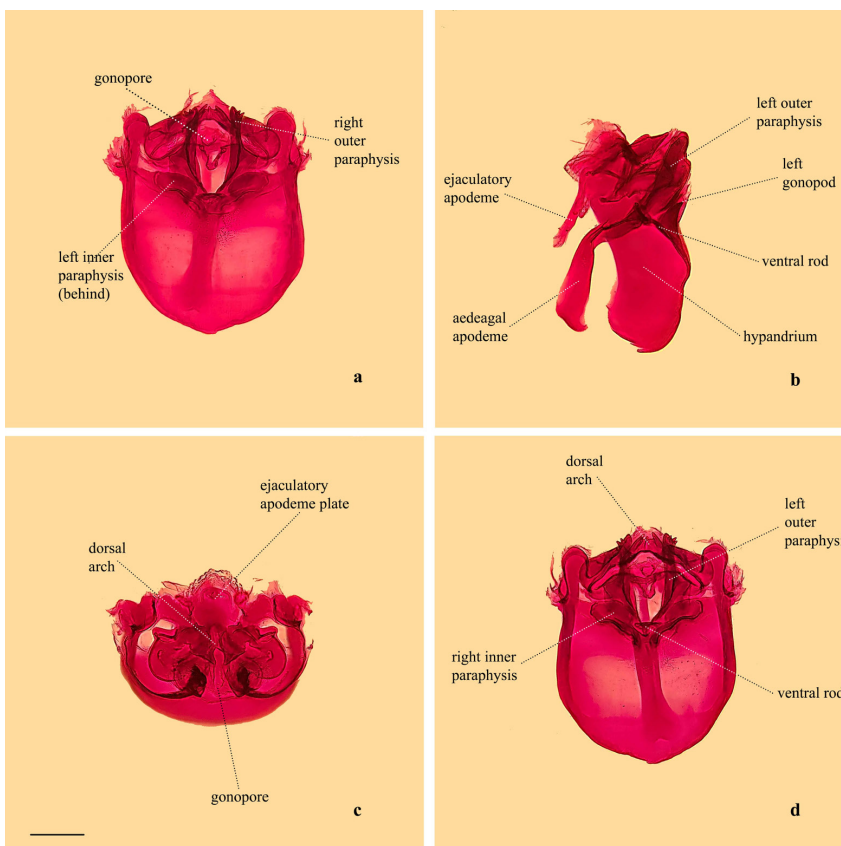 gonopore
right
outer
paraphysis
left inner
paraphysis
(behind)
a
left outer
paraphysis
left
gonopod
ejaculatory
apodeme
ventral rod
aedeagal
apodeme
hypandrium
b
ejaculatory
apodeme plate
dorsal
arch
gonopore
c
dorsal
arch
left
outer
paraphysi
right inner
paraphysis
ventral rod
d